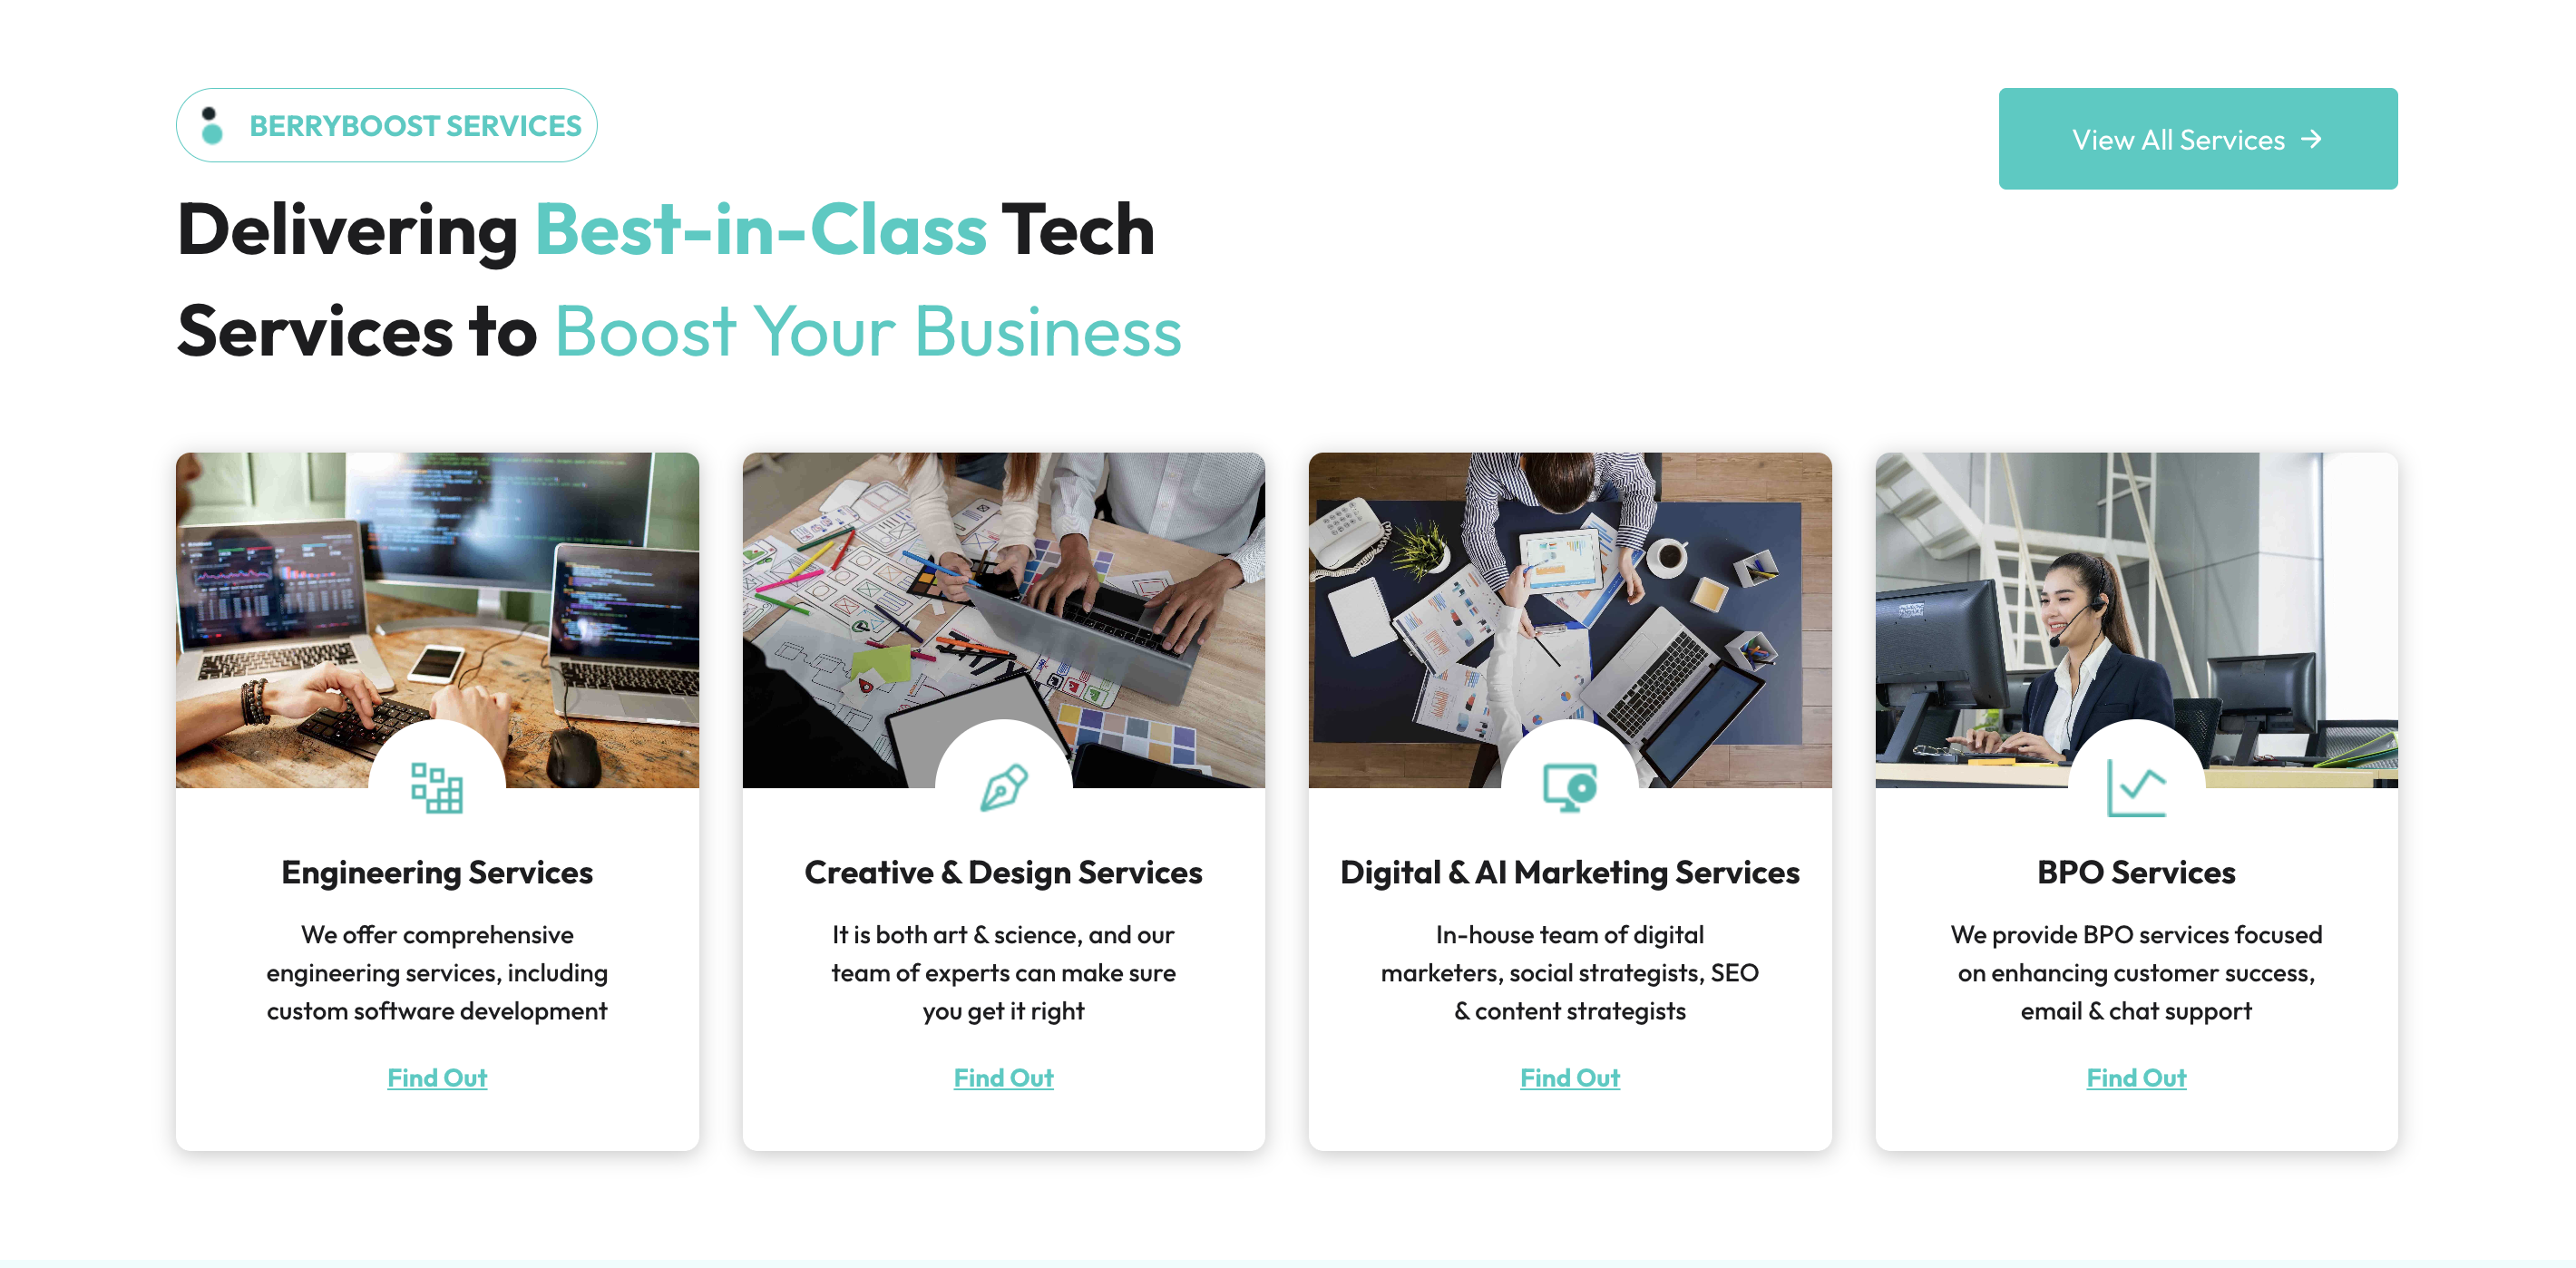 BERRYBOOST SERVICES
View All Services
Delivering Best-in-Class Tech
Services to Boost Your Business
Engineering Services
We offer comprehensive
engineering services, including
custom software development
Find Out
Creative & Design Services
It is both art & science, and our
team of experts can make sure
you get it right
Find Out
Digital & AI Marketing Services
In-house team of digital
marketers, social strategists, SEO
& content strategists
Find Out
BPO Services
We provide BPO services focused
on enhancing customer success,
email & chat support
Find Out